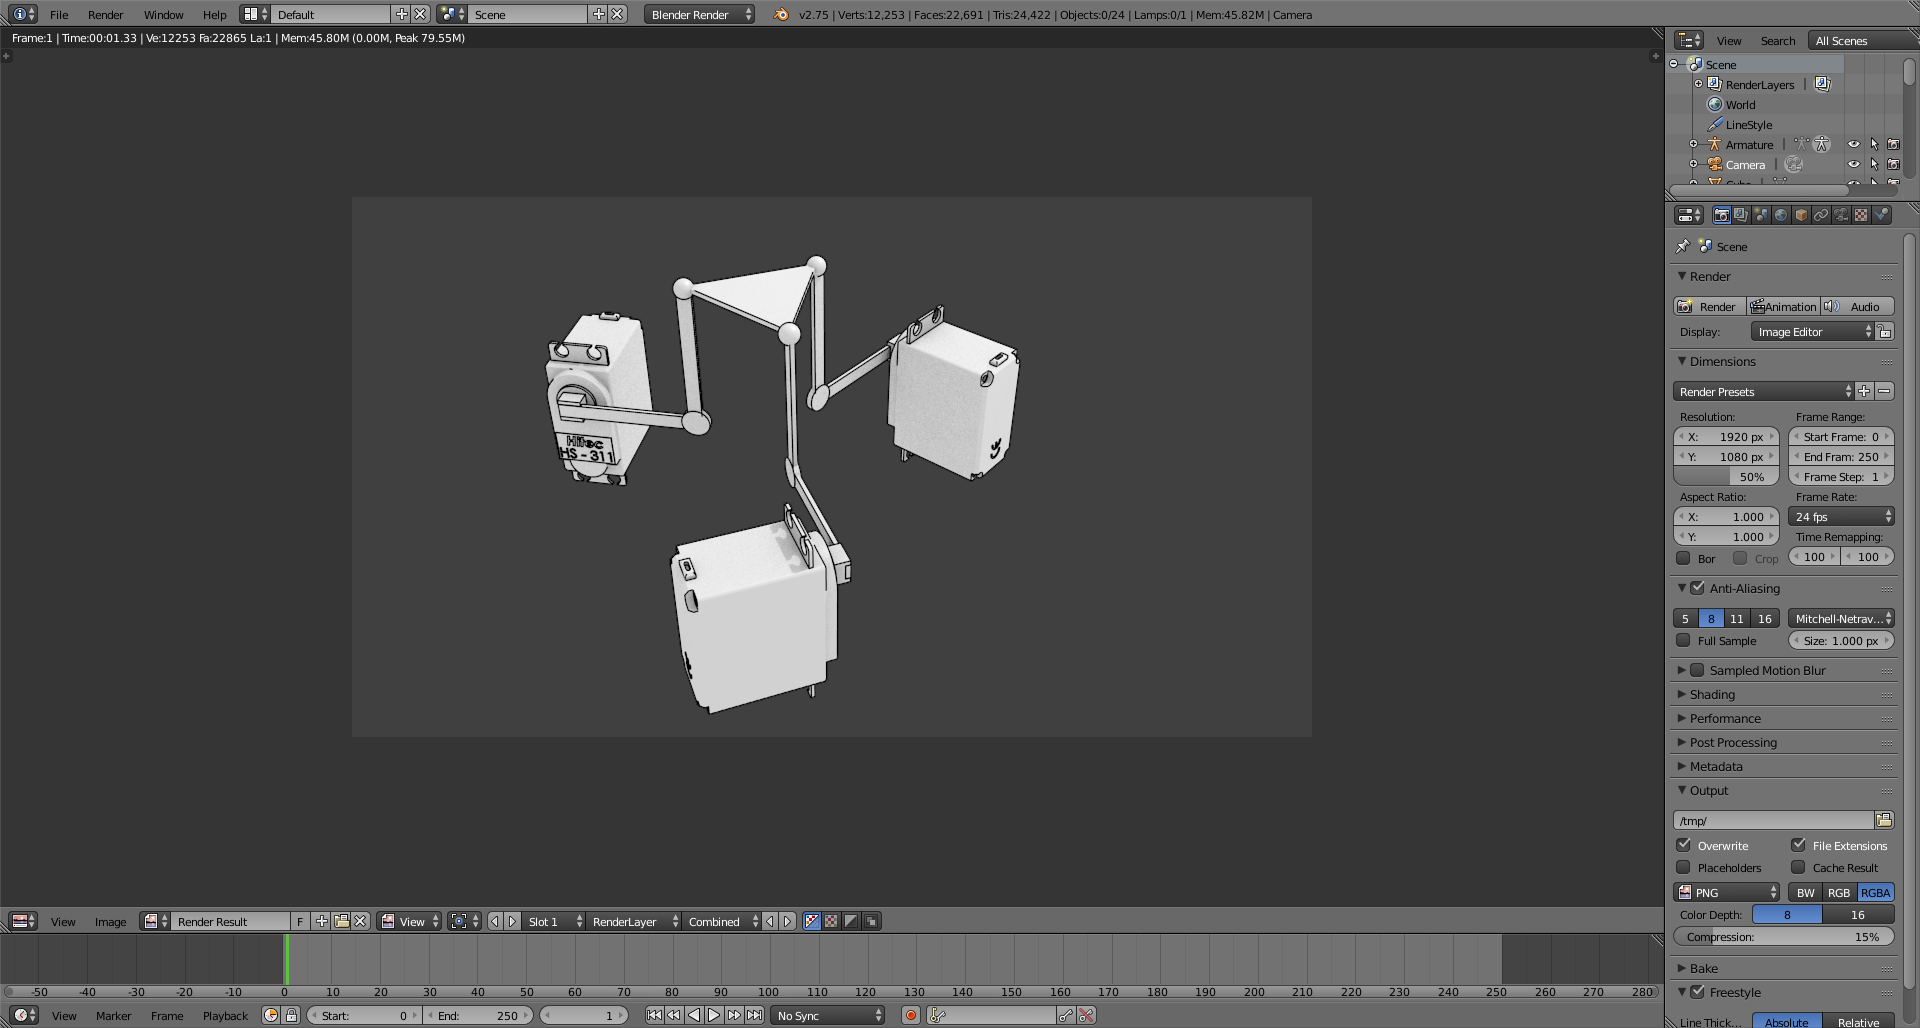 File Render Window Help Default Scene Blender Render v2.75 | Verts:12,253 | Faces:22,691 | Tris:24,422 | Objects:0/24 | Lamps:0/1 | Mem:45.82M | Camera
Frame:1 | Time:00:01.33 | Ve:12253 Fa:22865 La:1 | Mem:45.80M (0.00M, Peak 79.55M)
View Search All Scenes
Scene
RenderLayers
World
LineStyle
Armature
Camera
Scene
Render
Render Animation Audio
Display: Image Editor
Dimensions
Render Presets
Resolution: Frame Range:
X: 1920 px Start Frame: 0
Y: 1080 px End Fram: 250
50% Frame Step: 1
Aspect Ratio: Frame Rate:
X: 1.000 24 fps
Y: 1.000 Time Remapping:
Bor Crop 100 100
Anti-Aliasing
5 8 11 16 Mitchell-Netrav...
Full Sample Size: 1.000 px
Sampled Motion Blur
Shading
Performance
Post Processing
Metadata
Output
/tmp/
Overwrite File Extensions
Placeholders Cache Result
PNG BW RGB RGBA
Color Depth: 8 16
Compression: 15%
Bake
Freestyle
Line Thick... Absolute Relative
Hitec
HS-311
View Image Render Result F View Slot 1 RenderLayer Combined
-50 -40 -30 -20 -10 0 10 20 30 40 50 60 70 80 90 100 110 120 130 140 150 160 170 180 190 200 210 220 230 240 250 260 270 280
View Marker Frame Playback Start: 0 End: 250 1 No Sync